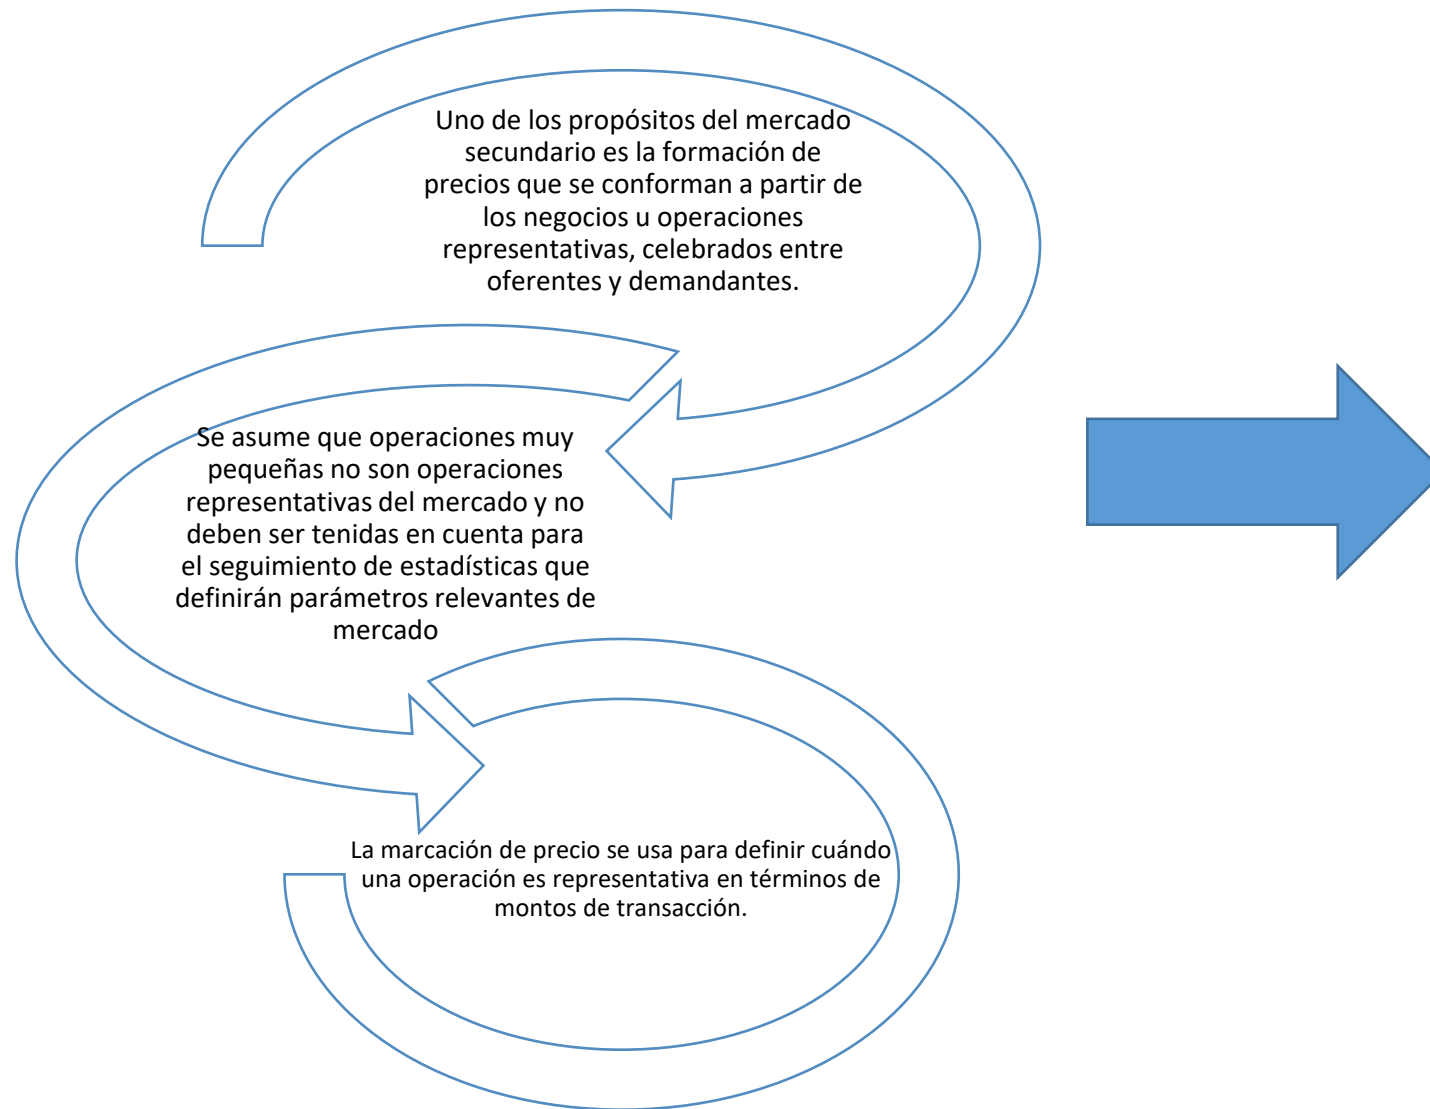 Uno de los propósitos del mercado
secundario es la formación de
precios que se conforman a partir de
los negocios u operaciones
representativas, celebrados entre
oferentes y demandantes.
Se asume que operaciones muy
pequeñas no son operaciones
representativas del mercado y no
deben ser tenidas en cuenta para
el seguimiento de estadísticas que
definirán parámetros relevantes de
mercado
La marcación de precio se usa para definir cuándo
una operación es representativa en términos de
montos de transacción.